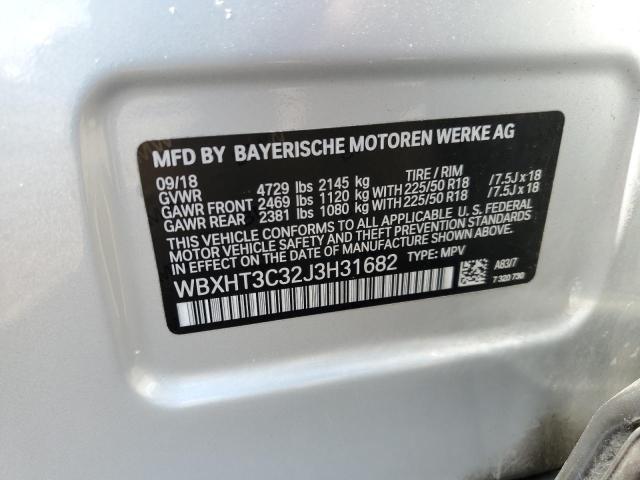 MFD BY BAYERISCHE MOTOREN WERKE AG
09/18 TIRE / RIM
GVWR 4729 lbs 2145 kg
GAWR FRONT 2469 lbs 1120 kg WITH 225/50 R18 /7.5J x 18
GAWR REAR 2381 lbs 1080 kg WITH 225/50 R18 /7.5J x 18
THIS VEHICLE CONFORMS TO ALL APPLICABLE U. S. FEDERAL
MOTOR VEHICLE SAFETY AND THEFT PREVENTION STANDARDS
IN EFFECT ON THE DATE OF MANUFACTURE SHOWN ABOVE.
WBXHT3C32J3H31682 TYPE: MPV
A83/7
7 320 730